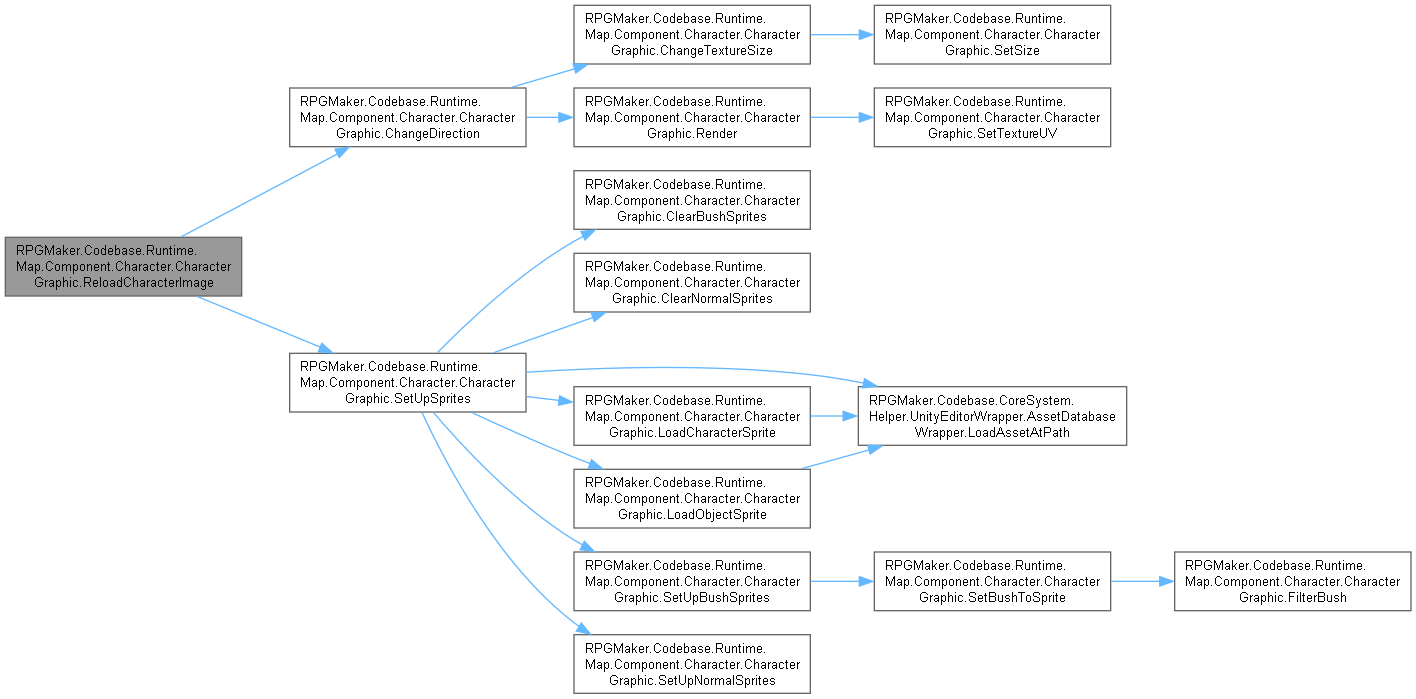 RPGMaker.Codebase.Runtime.
Map.Component.Character.Character
Graphic.ReloadCharacterImage
RPGMaker.Codebase.Runtime.
Map.Component.Character.Character
Graphic.ChangeDirection
RPGMaker.Codebase.Runtime.
Map.Component.Character.Character
Graphic.ChangeTextureSize
RPGMaker.Codebase.Runtime.
Map.Component.Character.Character
Graphic.SetSize
RPGMaker.Codebase.Runtime.
Map.Component.Character.Character
Graphic.Render
RPGMaker.Codebase.Runtime.
Map.Component.Character.Character
Graphic.SetTextureUV
RPGMaker.Codebase.Runtime.
Map.Component.Character.Character
Graphic.SetUpSprites
RPGMaker.Codebase.Runtime.
Map.Component.Character.Character
Graphic.ClearBushSprites
RPGMaker.Codebase.Runtime.
Map.Component.Character.Character
Graphic.ClearNormalSprites
RPGMaker.Codebase.CoreSystem.
Helper.UnityEditorWrapper.AssetDatabase
Wrapper.LoadAssetAtPath
RPGMaker.Codebase.Runtime.
Map.Component.Character.Character
Graphic.LoadCharacterSprite
RPGMaker.Codebase.Runtime.
Map.Component.Character.Character
Graphic.LoadObjectSprite
RPGMaker.Codebase.Runtime.
Map.Component.Character.Character
Graphic.SetUpBushSprites
RPGMaker.Codebase.Runtime.
Map.Component.Character.Character
Graphic.SetBushToSprite
RPGMaker.Codebase.Runtime.
Map.Component.Character.Character
Graphic.FilterBush
RPGMaker.Codebase.Runtime.
Map.Component.Character.Character
Graphic.SetUpNormalSprites